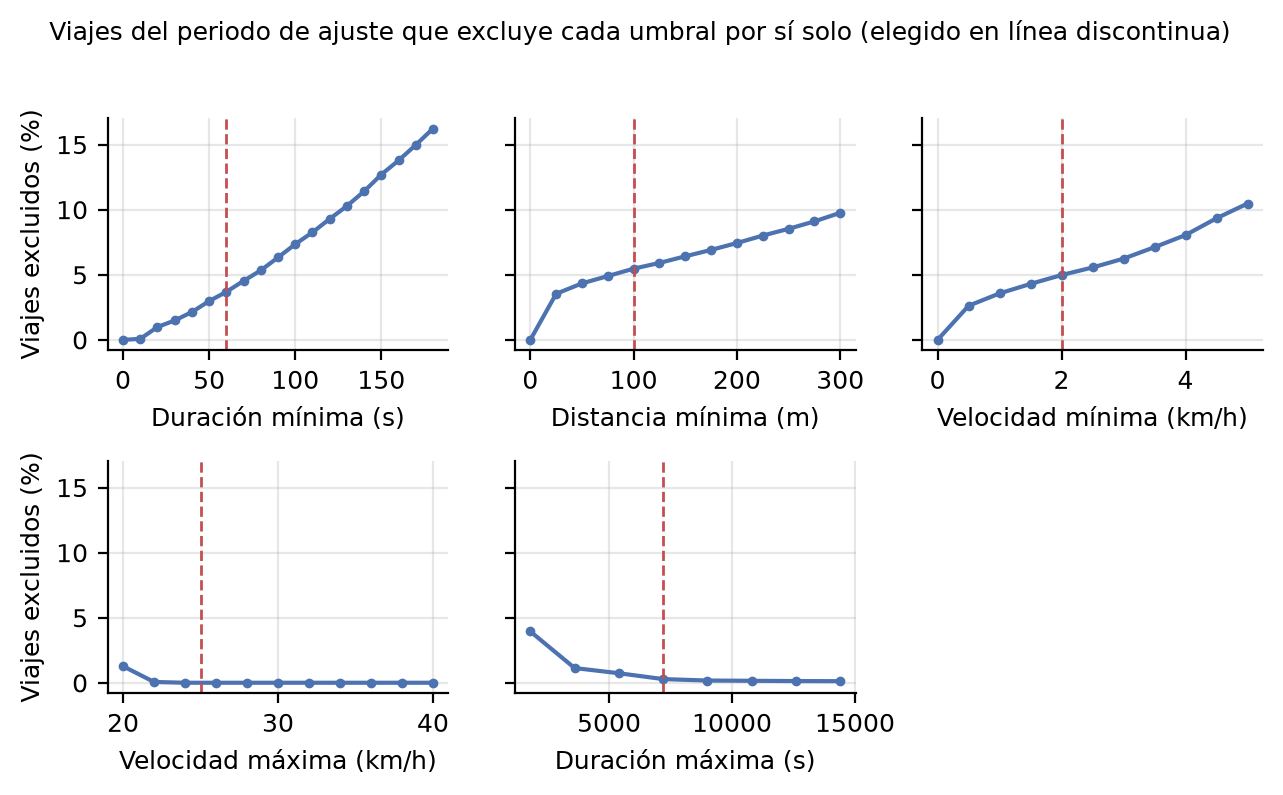 Viajes del periodo de ajuste que excluye cada umbral por sí solo (elegido en línea discontinua)
Viajes excluidos (%)
15
10
5
0
0 50 100 150
Duración mínima (s)
0 100 200 300
Distancia mínima (m)
0 2 4
Velocidad mínima (km/h)
Viajes excluidos (%)
15
10
5
0
20 30 40
Velocidad máxima (km/h)
5000 10000 15000
Duración máxima (s)